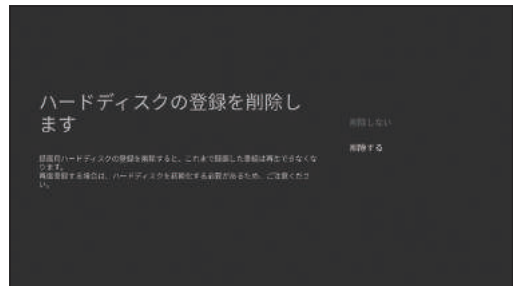 ハードディスクの登録を削除し
ます
録画用ハードディスクの登録を削除すると、これまで録画した番組は再生できなくな
ります。
再度登録する場合は、ハードディスクを初期化する必要があるため、ご注意くださ
い。
削除しない
削除する